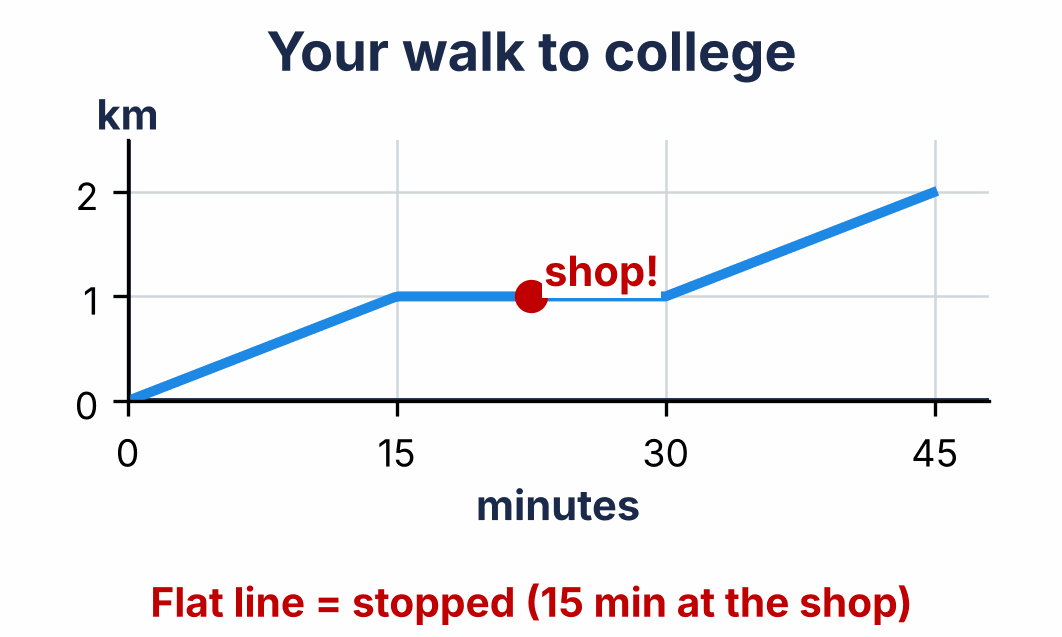 Your walk to college
km
2
shop!
1
0
0 15 30 45
minutes
Flat line = stopped (15 min at the shop)